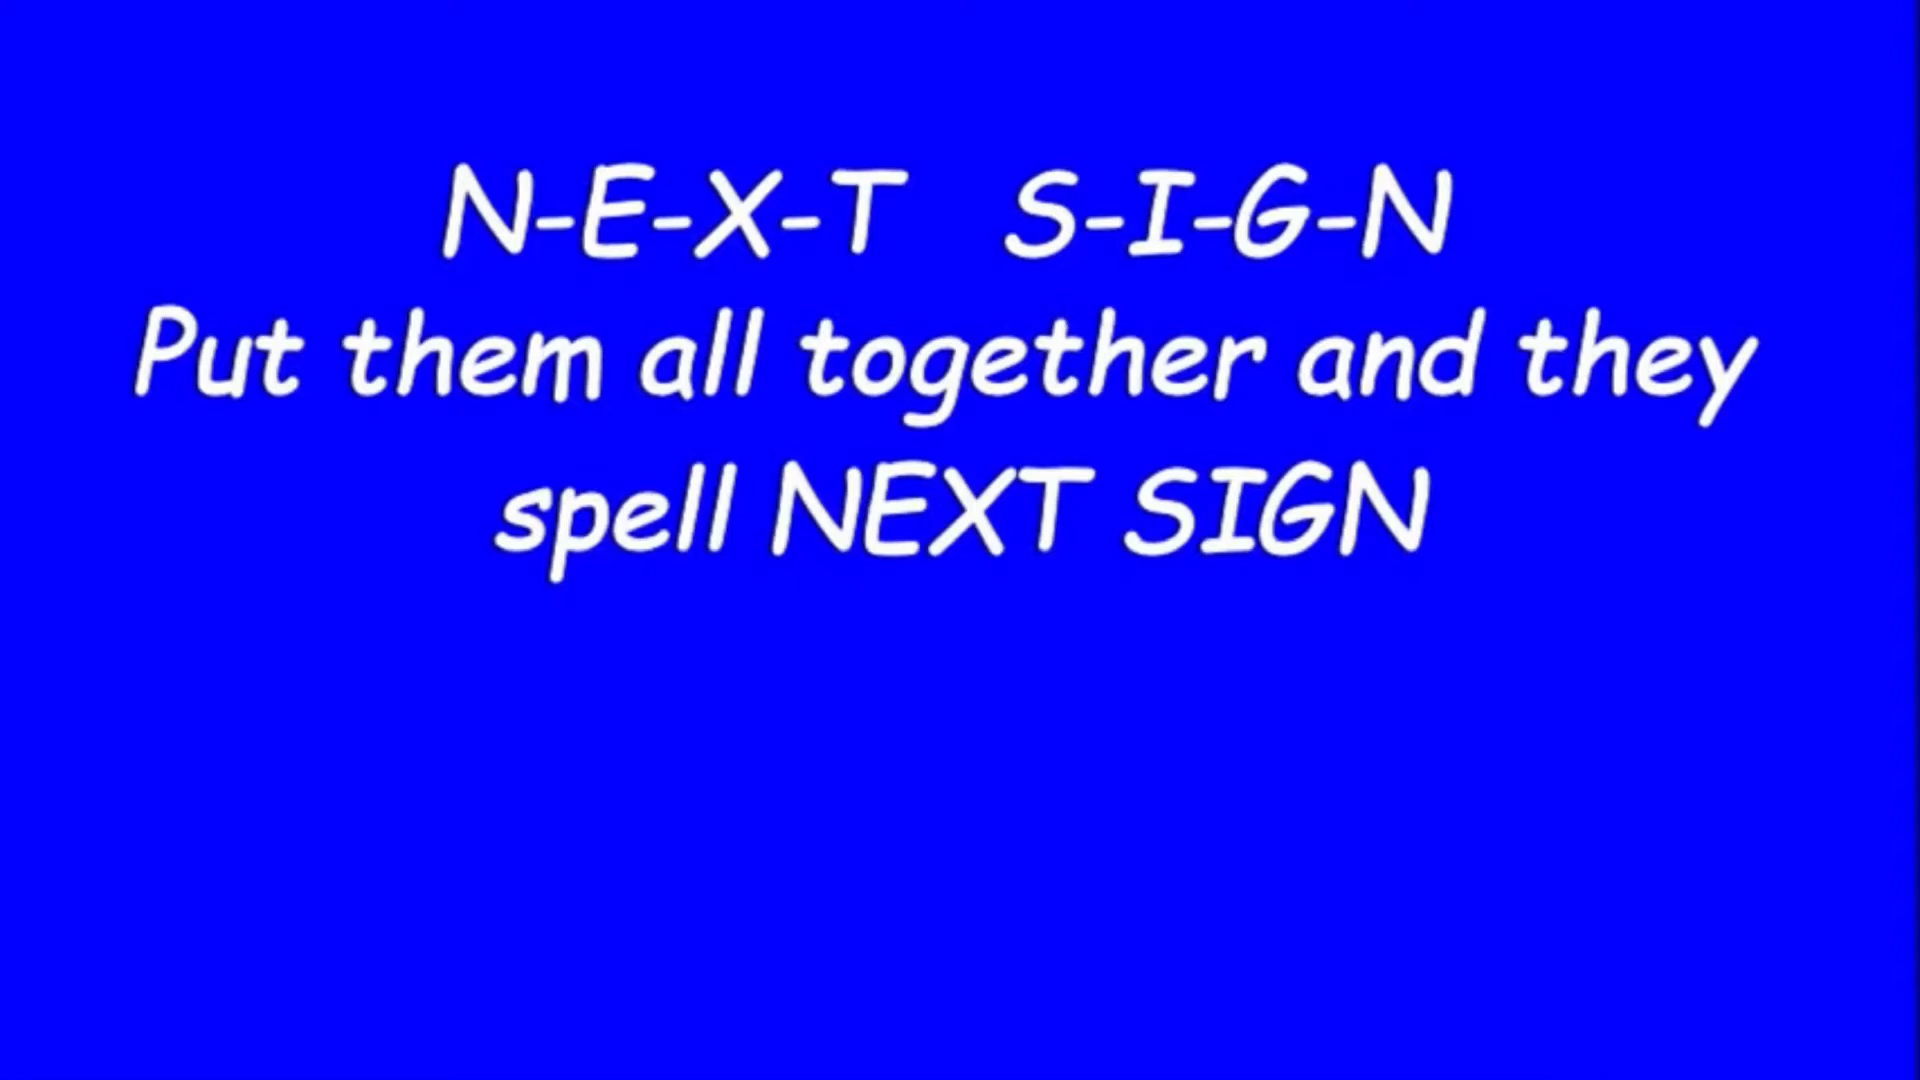 N-E-X-T S-I-G-N
Put them all together and they
spell NEXT SIGN